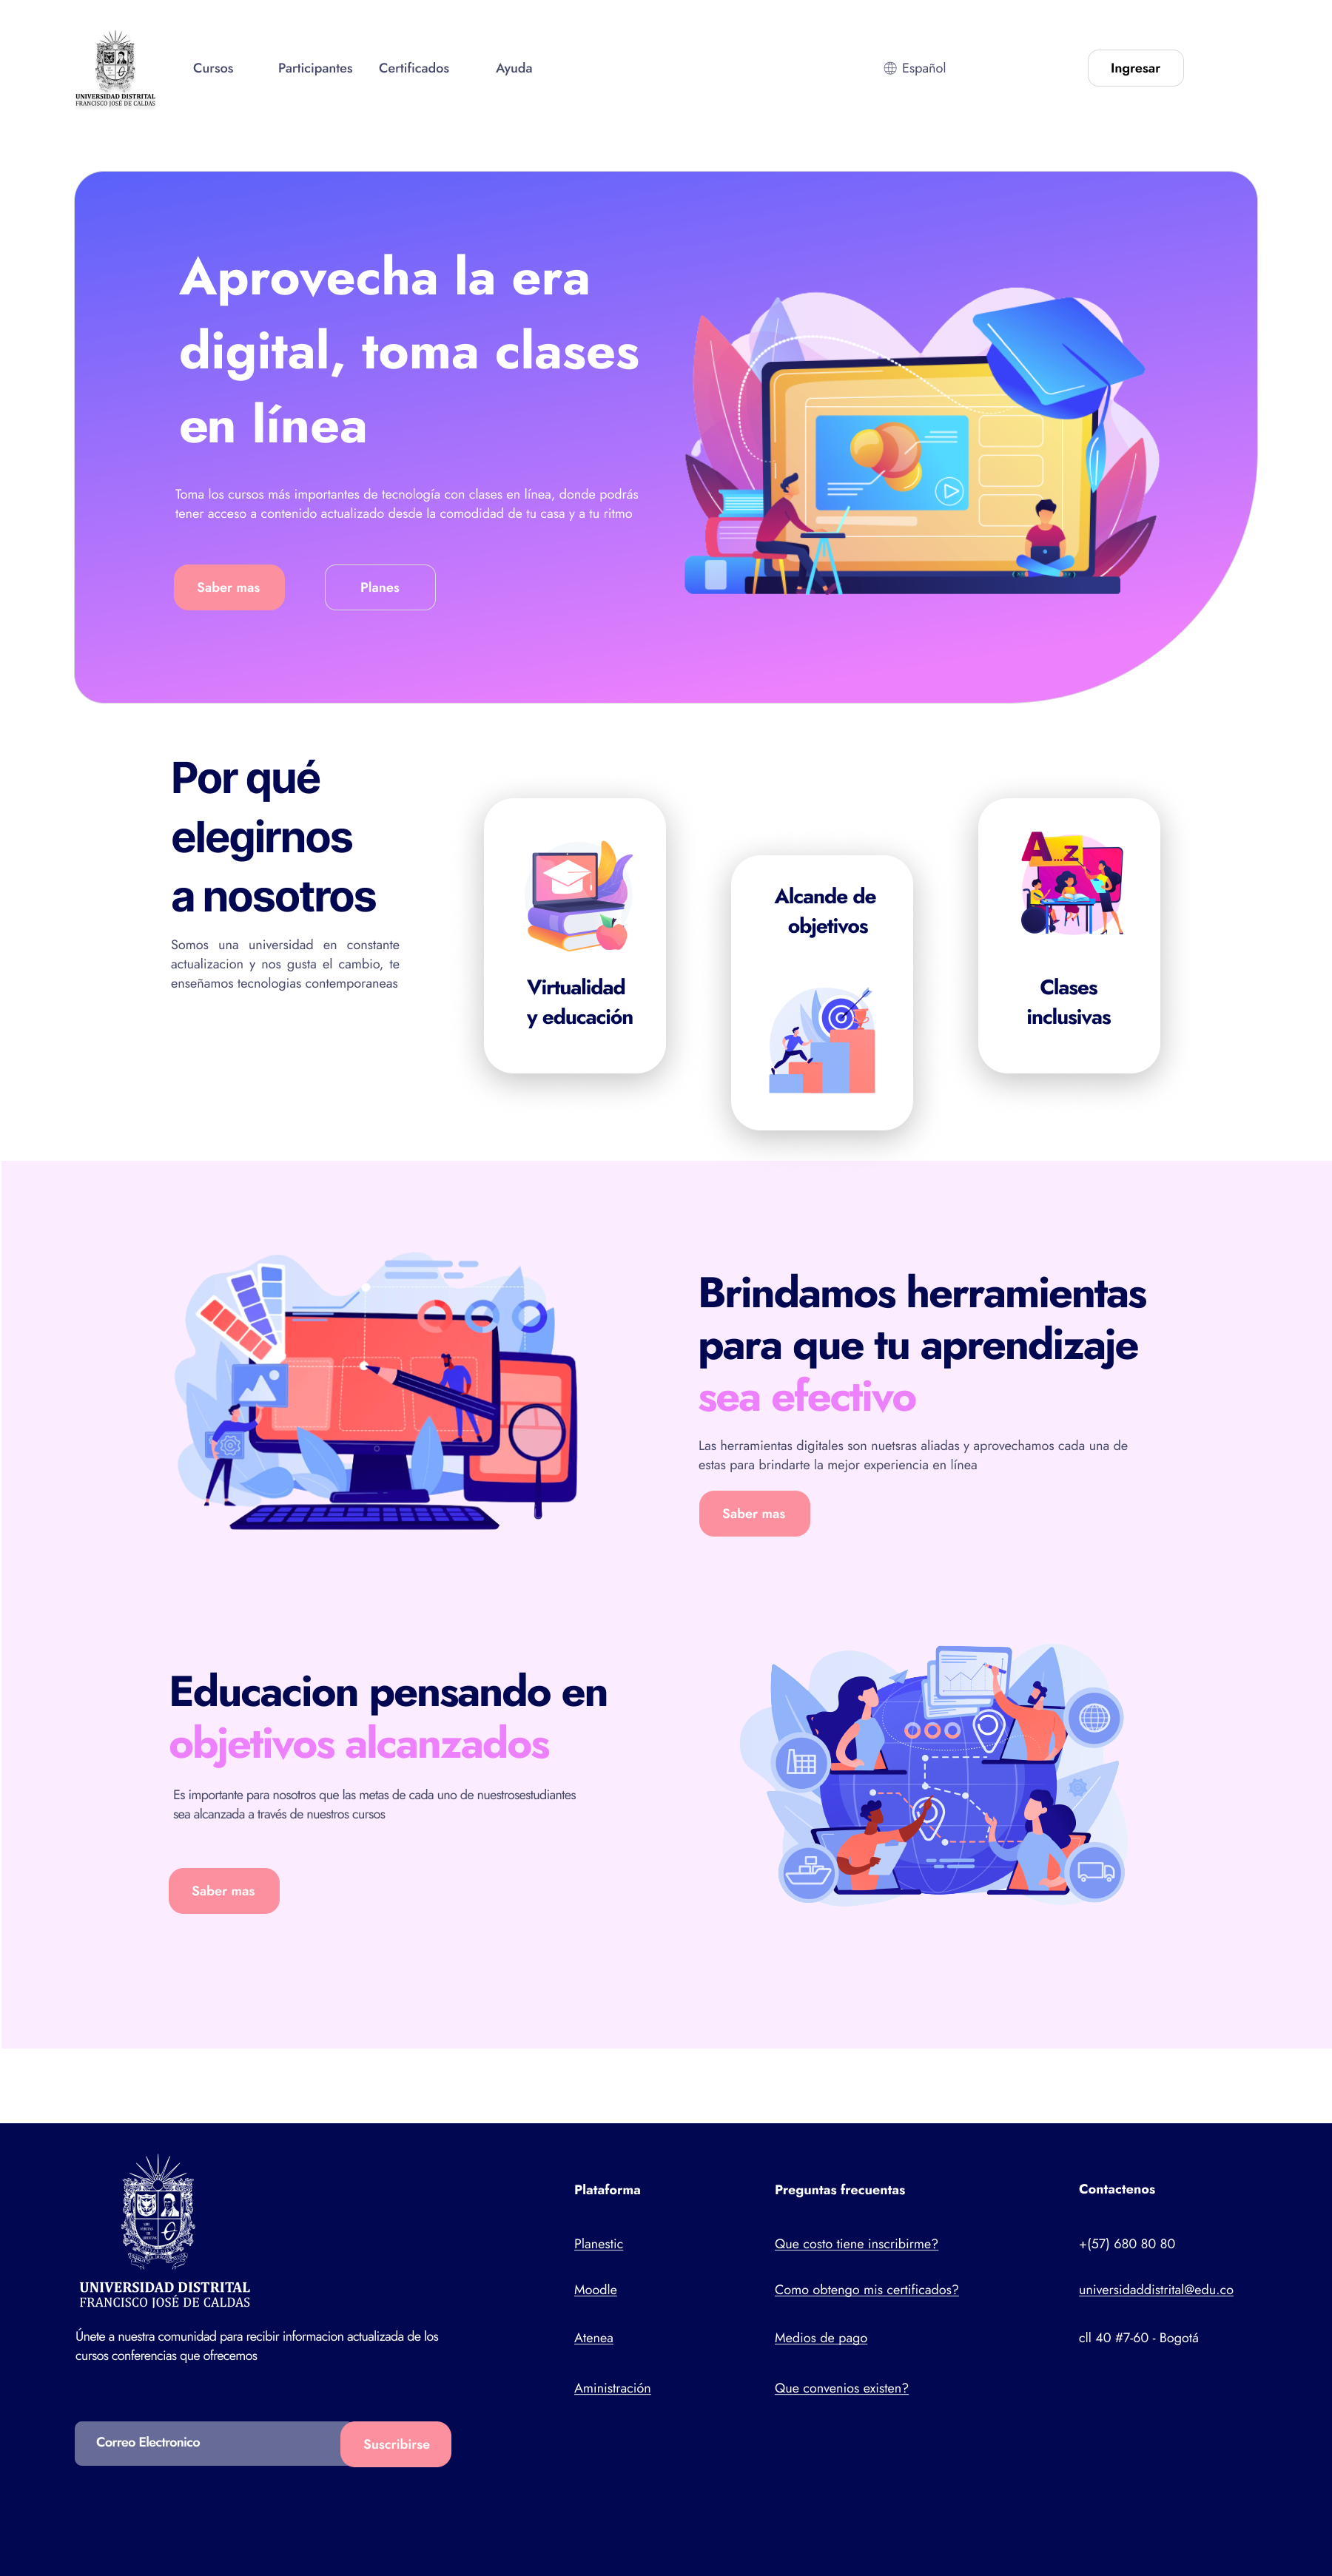 UNIVERSIDAD DISTRITAL
FRANCISCO JOSÉ DE CALDAS
Cursos
Participantes
Certificados
Ayuda
Español
Ingresar
Aprovecha la era
digital, toma clases
en línea
Toma los cursos más importantes de tecnología con clases en línea, donde podrás
tener acceso a contenido actualizado desde la comodidad de tu casa y a tu ritmo
Saber mas
Planes
Por qué
elegirnos
a nosotros
Somos una universidad en constante
actualizacion y nos gusta el cambio, te
enseñamos tecnologias contemporaneas
Virtualidad
y educación
Alcande de
objetivos
A...Z
Clases
inclusivas
Brindamos herramientas
para que tu aprendizaje
sea efectivo
Las herramientas digitales son nuetsras aliadas y aprovechamos cada una de
estas para brindarte la mejor experiencia en línea
Saber mas
Educacion pensando en
objetivos alcanzados
Es importante para nosotros que las metas de cada uno de nuestrosestudiantes
sea alcanzada a través de nuestros cursos
Saber mas
UNIVERSIDAD DISTRITAL
FRANCISCO JOSÉ DE CALDAS
Únete a nuestra comunidad para recibir informacion actualizada de los
cursos conferencias que ofrecemos
Correo Electronico
Suscribirse
Plataforma
Planestic
Moodle
Atenea
Aministración
Preguntas frecuentas
Que costo tiene inscribirme?
Como obtengo mis certificados?
Medios de pago
Que convenios existen?
Contactenos
+(57) 680 80 80
universidaddistrital@edu.co
cll 40 #7-60 - Bogotá